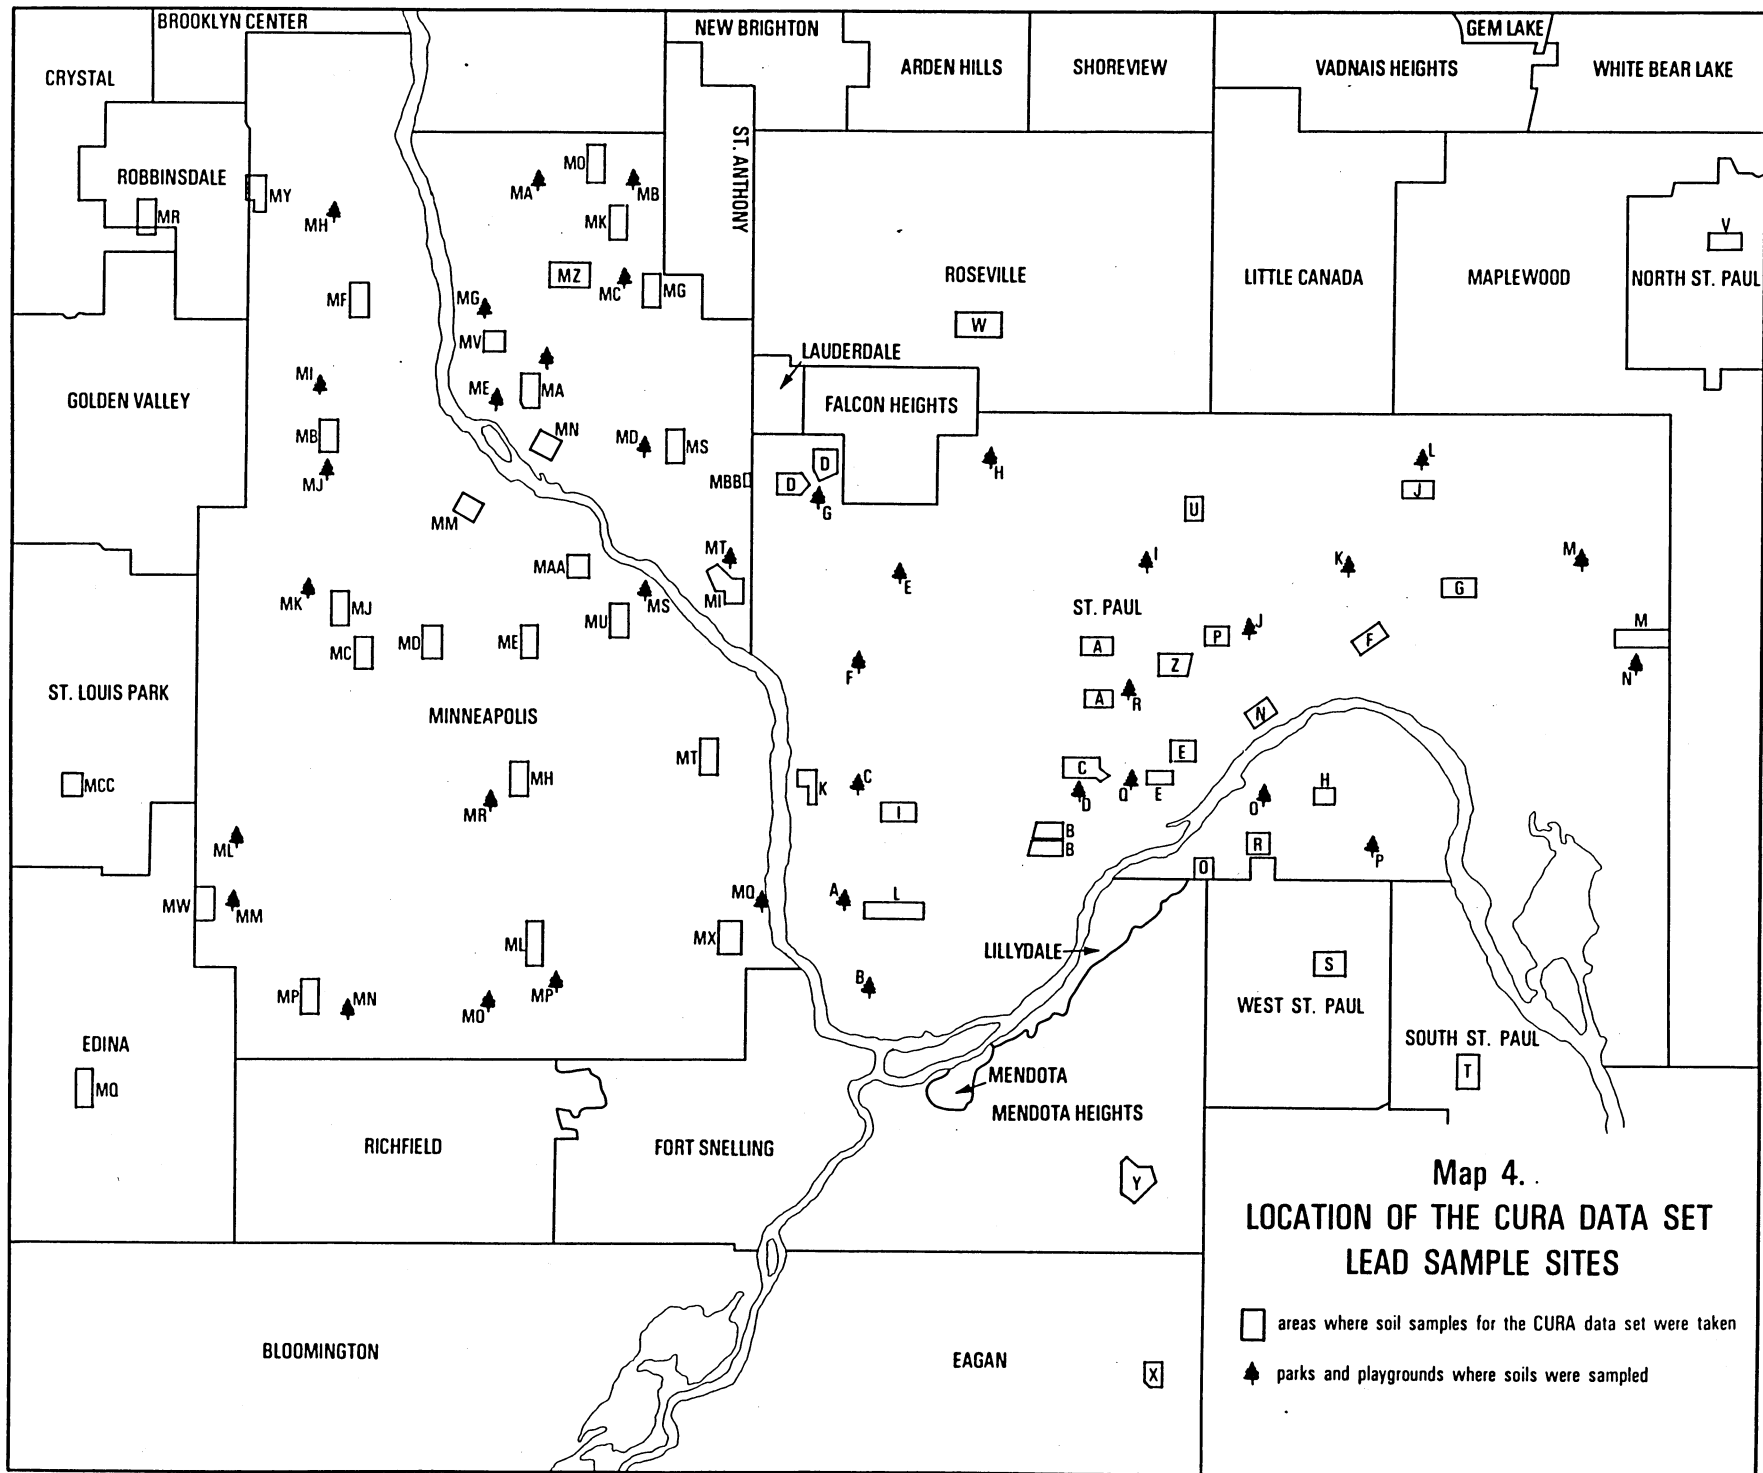 BROOKLYN CENTER
NEW BRIGHTON
GEM LAKE
CRYSTAL
ARDEN HILLS
SHOREVIEW
VADNAIS HEIGHTS
WHITE BEAR LAKE
ST. ANTHONY
ROBBINSDALE
MY
MR
MH
MO
MA
MB
MK
MZ
MC
MG
MF
MG
MV
ROSEVILLE
LITTLE CANADA
MAPLEWOOD
V
NORTH ST. PAUL
W
LAUDERDALE
FALCON HEIGHTS
GOLDEN VALLEY
MI
ME
MA
MB
MJ
MN
MD
MS
MBB
D
D
G
H
L
J
U
MM
MT
MAA
MI
MS
MU
E
I
K
M
G
MK
MJ
MC
MD
ME
ST. PAUL
A
P
J
F
M
Z
N
F
A
R
N
ST. LOUIS PARK
MINNEAPOLIS
MCC
MT
MH
MR
K
C
I
C
D
Q
E
E
O
H
B
B
R
P
O
ML
MW
MM
MQ
A
L
ML
MX
LILLYDALE
B
S
WEST ST. PAUL
MP
MN
MO
MP
EDINA
MQ
SOUTH ST. PAUL
T
MENDOTA
MENDOTA HEIGHTS
RICHFIELD
FORT SNELLING
Y
Map 4.
LOCATION OF THE CURA DATA SET
LEAD SAMPLE SITES
areas where soil samples for the CURA data set were taken
parks and playgrounds where soils were sampled
BLOOMINGTON
EAGAN
X